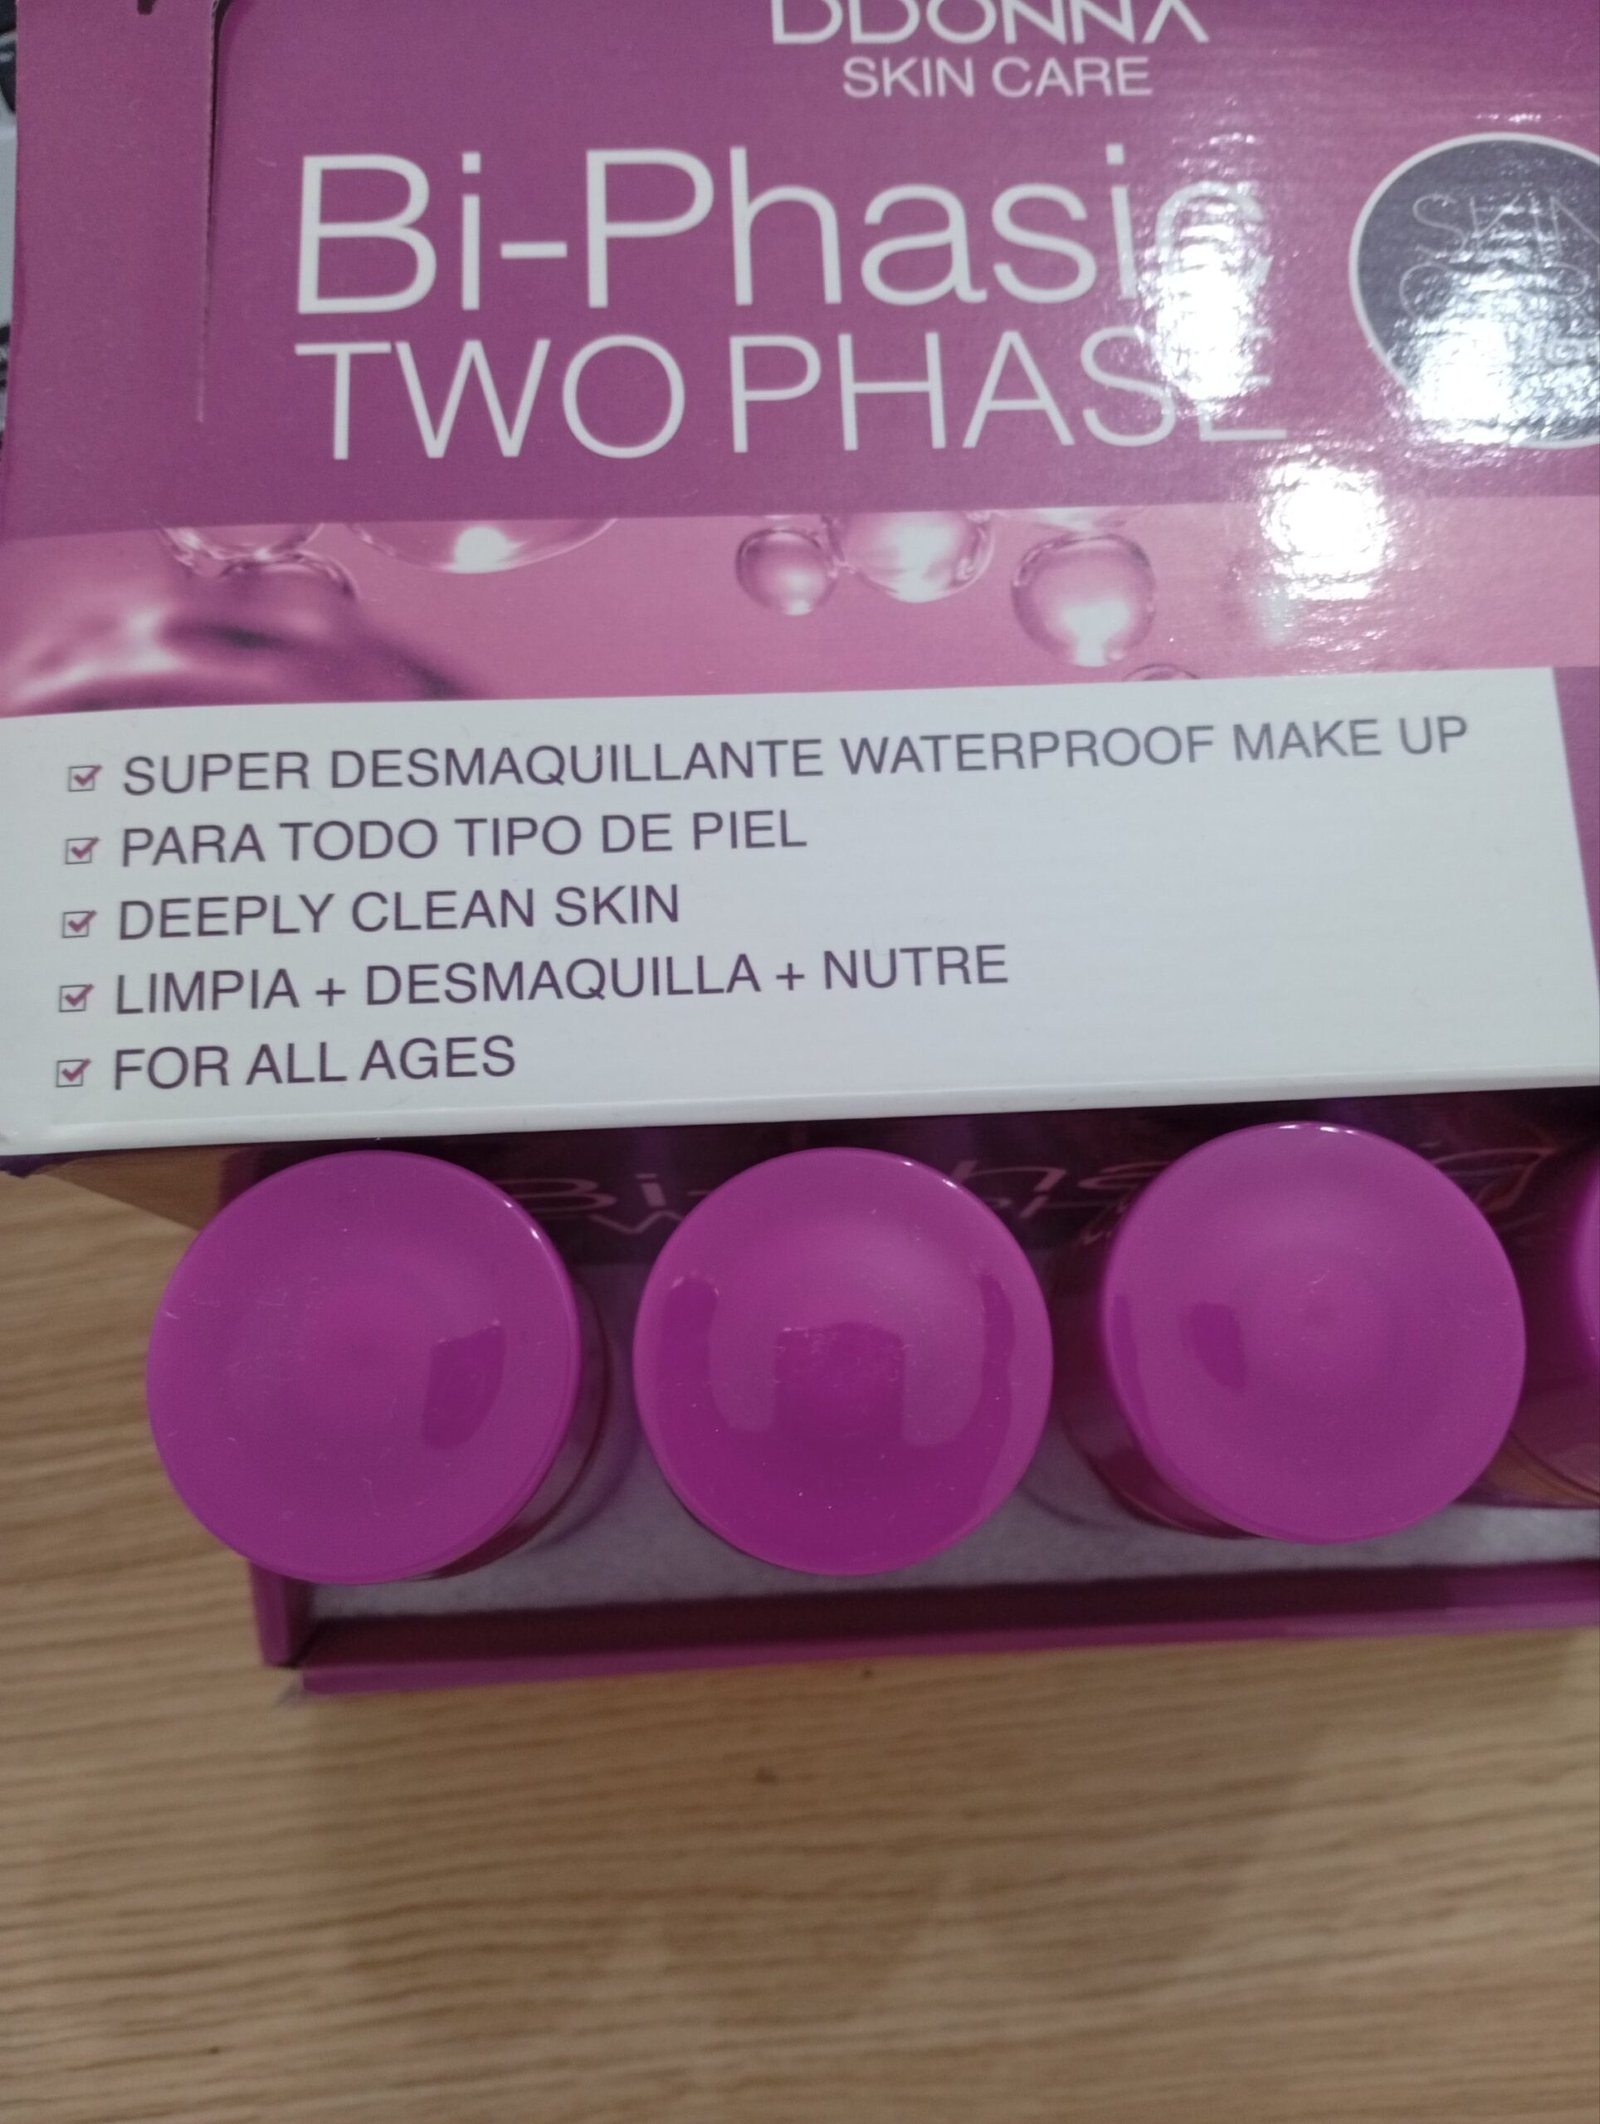 DDONNA
SKIN CARE
Bi-Phasic
TWO PHASE
SKIN
SUPER DESMAQUILLANTE WATERPROOF MAKE UP
PARA TODO TIPO DE PIEL
DEEPLY CLEAN SKIN
LIMPIA + DESMAQUILLA + NUTRE
FOR ALL AGES